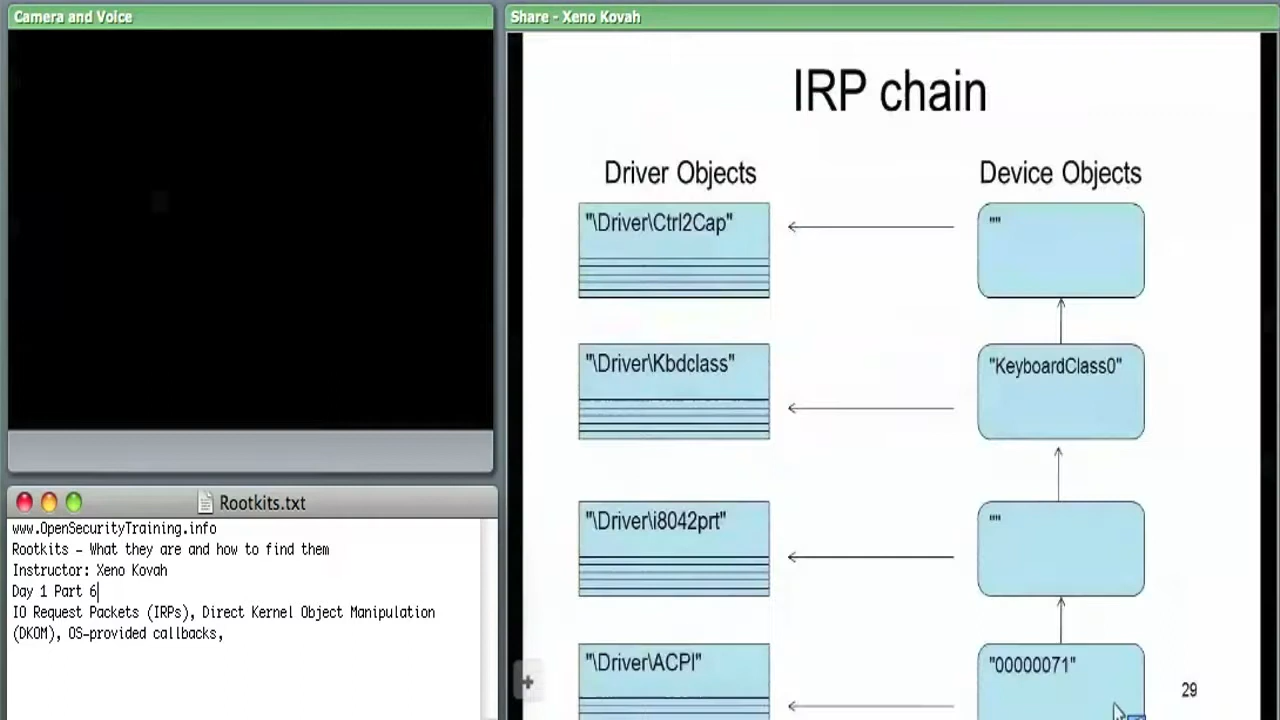 Camera and Voice
Share - Xeno Kovah
IRP chain
Driver Objects
Device Objects
"\Driver\Ctrl2Cap"
""
"\Driver\Kbdclass"
"KeyboardClass0"
"\Driver\i8042prt"
""
"\Driver\ACPI"
"00000071"
29
Rootkits.txt
www.OpenSecurityTraining.info
Rootkits - What they are and how to find them
Instructor: Xeno Kovah
Day 1 Part 6
IO Request Packets (IRPs), Direct Kernel Object Manipulation
(DKOM), OS-provided callbacks,